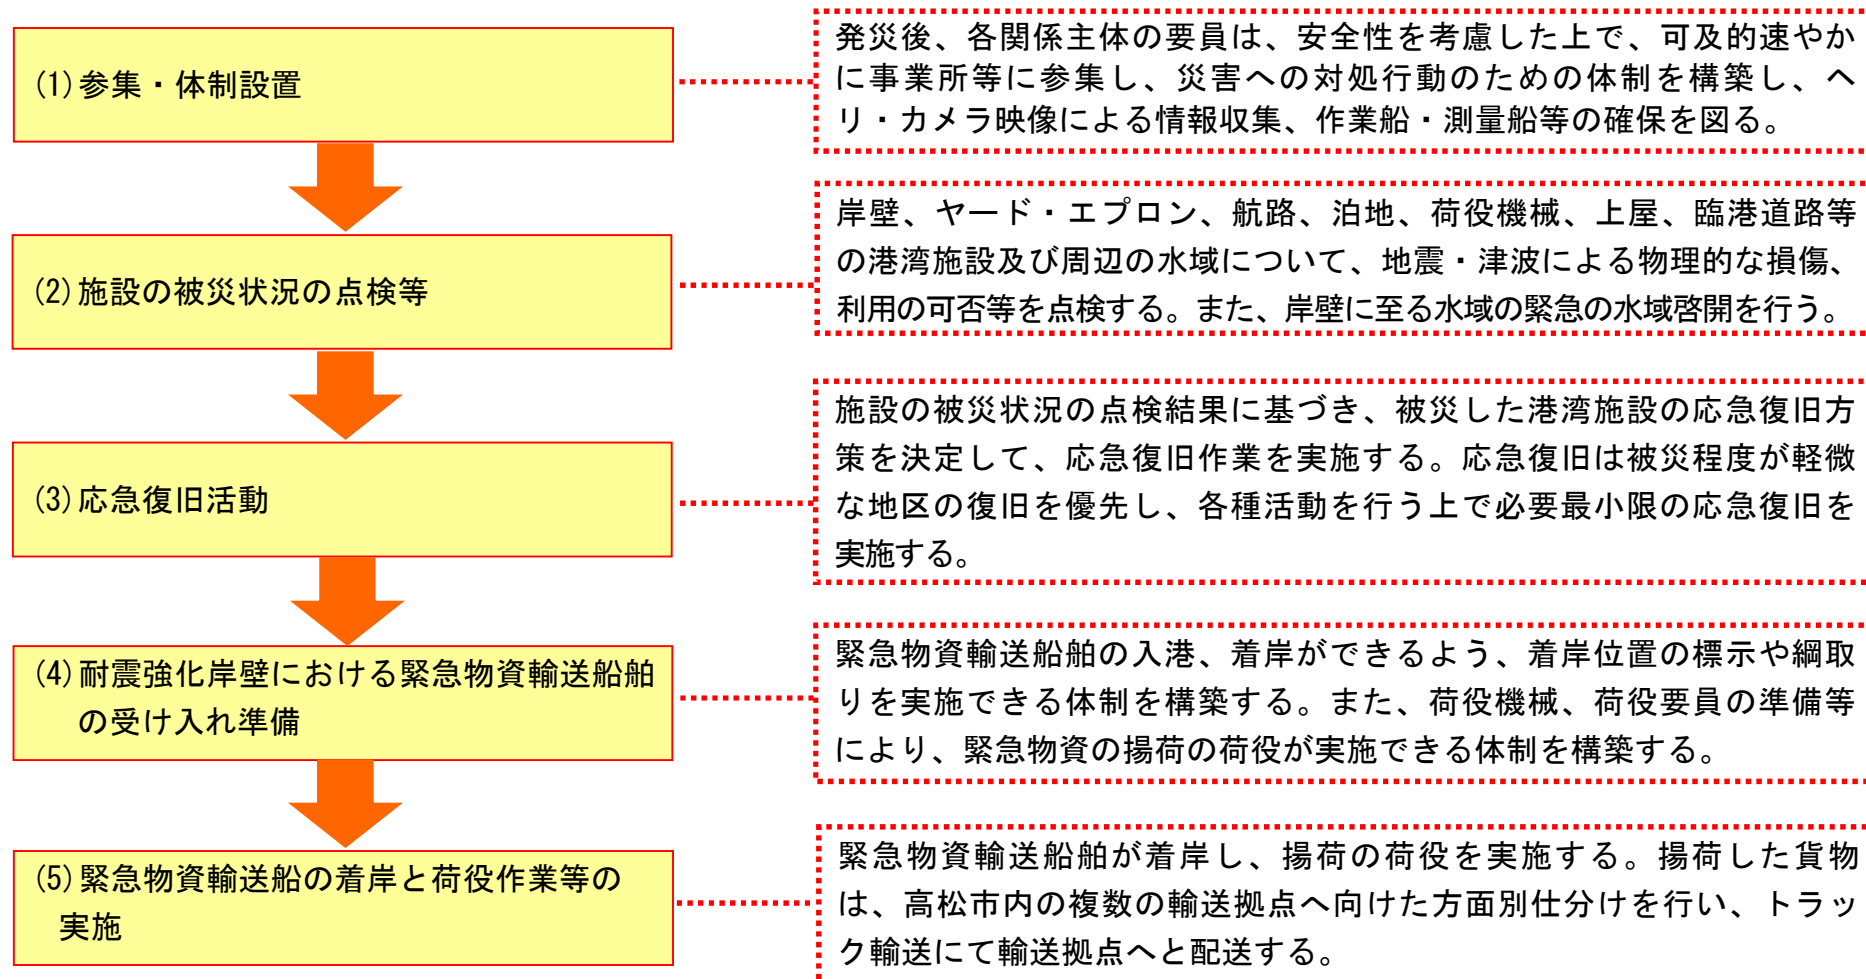 (1)参集・体制設置
発災後、各関係主体の要員は、安全性を考慮した上で、可及的速やか
に事業所等に参集し、災害への対処行動のための体制を構築し、ヘ
リ・カメラ映像による情報収集、作業船・測量船等の確保を図る。
(2)施設の被災状況の点検等
岸壁、ヤード・エプロン、航路、泊地、荷役機械、上屋、臨港道路等
の港湾施設及び周辺の水域について、地震・津波による物理的な損傷、
利用の可否等を点検する。また、岸壁に至る水域の緊急の水域啓開を行う。
(3)応急復旧活動
施設の被災状況の点検結果に基づき、被災した港湾施設の応急復旧方
策を決定して、応急復旧作業を実施する。応急復旧は被災程度が軽微
な地区の復旧を優先し、各種活動を行う上で必要最小限の応急復旧を
実施する。
(4)耐震強化岸壁における緊急物資輸送船舶
の受け入れ準備
緊急物資輸送船舶の入港、着岸ができるよう、着岸位置の標示や綱取
りを実施できる体制を構築する。また、荷役機械、荷役要員の準備等
により、緊急物資の揚荷の荷役が実施できる体制を構築する。
(5)緊急物資輸送船の着岸と荷役作業等の
実施
緊急物資輸送船舶が着岸し、揚荷の荷役を実施する。揚荷した貨物
は、高松市内の複数の輸送拠点へ向けた方面別仕分けを行い、トラッ
ク輸送にて輸送拠点へと配送する。